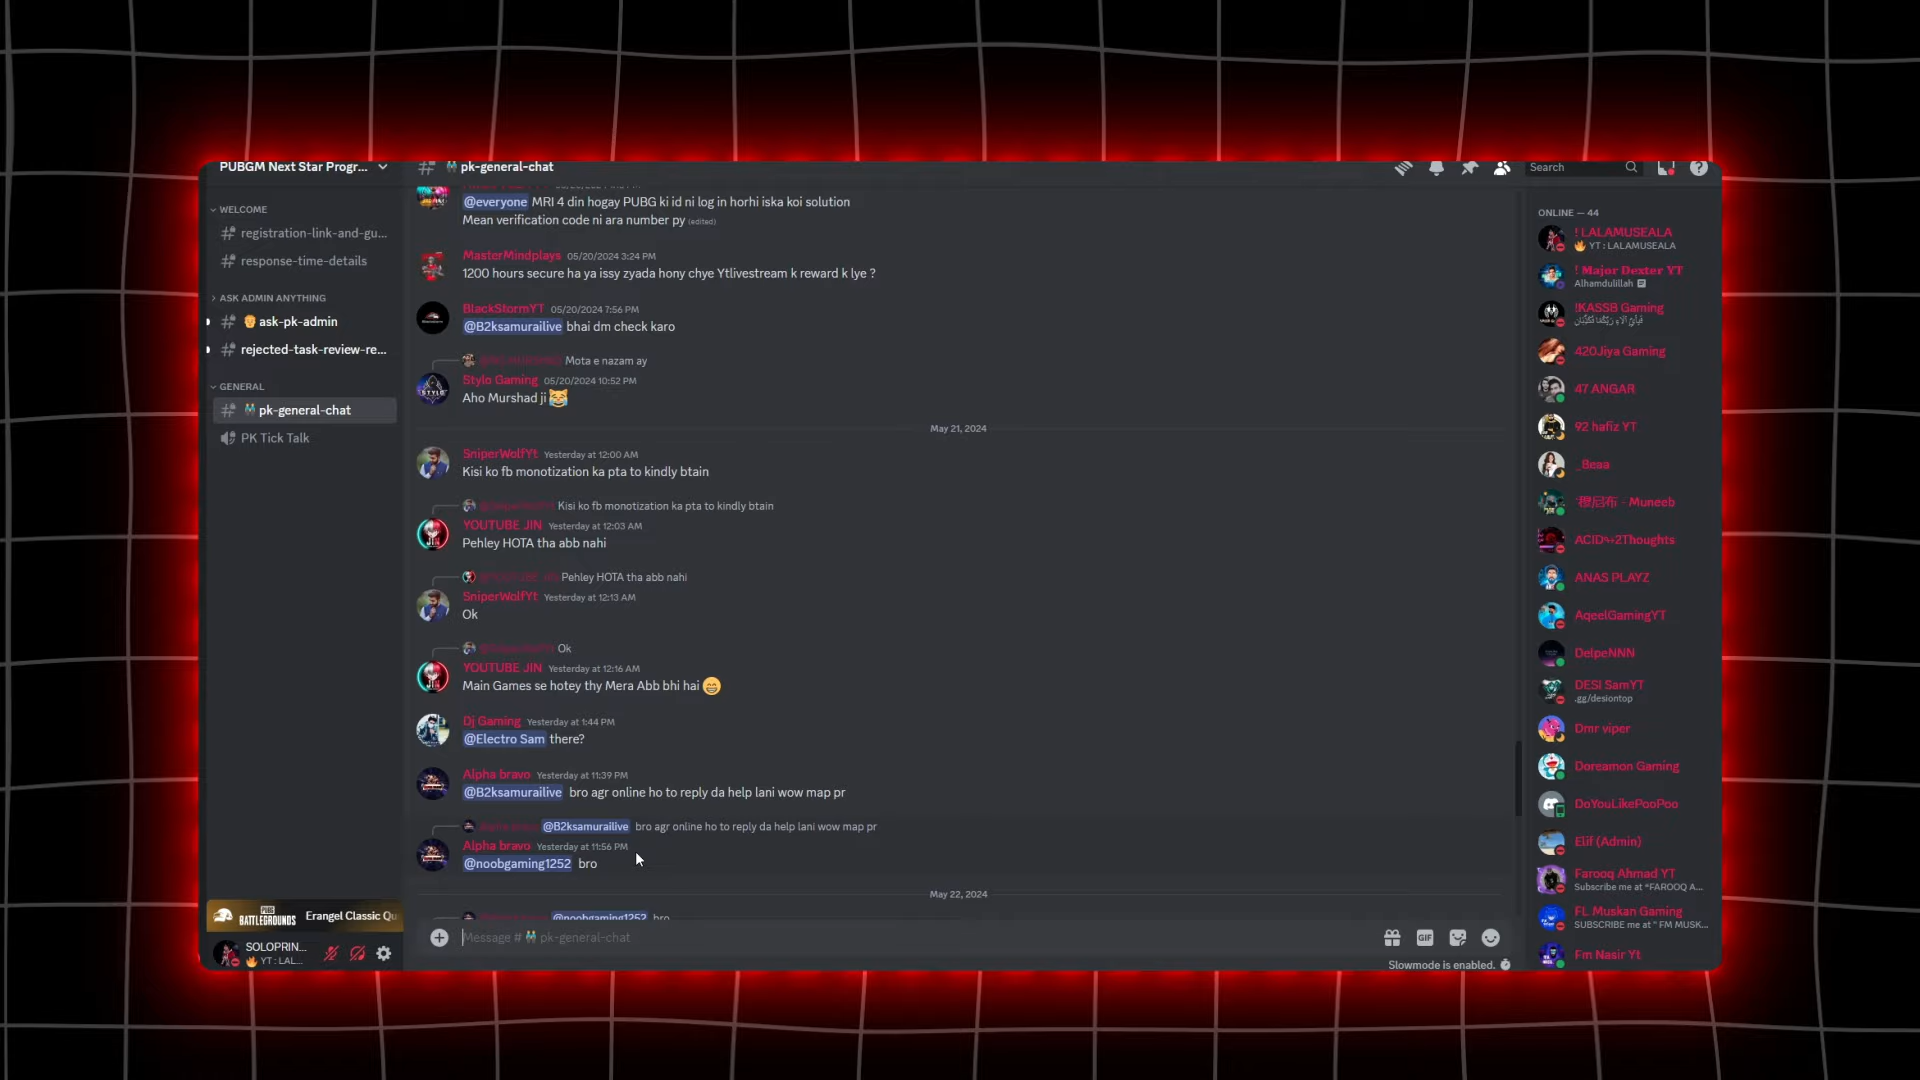 PUBGM Next Star Progr...
WELCOME
registration-link-and-gu...
response-time-details
ASK ADMIN ANYTHING
ask-pk-admin
rejected-task-review-re...
GENERAL
pk-general-chat
PK Tick Talk
PUBG
BATTLEGROUNDS
Erangel Classic Qu
SOLOPRIN...
YT : LAL...
pk-general-chat
@everyone MRI 4 din hogay PUBG ki id ni log in horhi iska koi solution
Mean verification code ni ara number py (edited)
MasterMindplays 05/20/2024 3:24 PM
1200 hours secure ha ya issy zyada hony chye Ytlivestream k reward k lye ?
BlackStormYT 05/20/2024 7:56 PM
@B2ksamurailive bhai dm check karo
Mota e nazam ay
Stylo Gaming 05/20/2024 10:52 PM
Aho Murshad ji
May 21, 2024
SniperWolfYt Yesterday at 12:00 AM
Kisi ko fb monotization ka pta to kindly btain
Kisi ko fb monotization ka pta to kindly btain
YOUTUBE JIN Yesterday at 12:03 AM
Pehley HOTA tha abb nahi
Pehley HOTA tha abb nahi
SniperWolfYt Yesterday at 12:13 AM
Ok
Ok
YOUTUBE JIN Yesterday at 12:16 AM
Main Games se hotey thy Mera Abb bhi hai
Dj Gaming Yesterday at 1:44 PM
@Electro Sam there?
Alpha bravo Yesterday at 11:39 PM
@B2ksamurailive bro agr online ho to reply da help lani wow map pr
@B2ksamurailive bro agr online ho to reply da help lani wow map pr
Alpha bravo Yesterday at 11:56 PM
@noobgaming1252 bro
May 22, 2024
@noobgaming1252 bro
Message # pk-general-chat
GIF
Slowmode is enabled.
Search
ONLINE — 44
! LALAMUSEALA
YT : LALAMUSEALA
! Major Dexter YT
Alhamdulillah
!KASSB Gaming
420Jiya Gaming
47 ANGAR
92 hafiz YT
_Beaa
- Muneeb
2Thoughts
ANAS PLAYZ
AqeelGamingYT
DelpeNNN
DESI SamYT
.gg/desiontop
Dmr viper
Doreamon Gaming
DoYouLikePooPoo
Elif (Admin)
Farooq Ahmad YT
Subscribe me at "FAROOQ A...
FL Muskan Gaming
SUBSCRIBE me at " FM MUSK...
Fm Nasir Yt